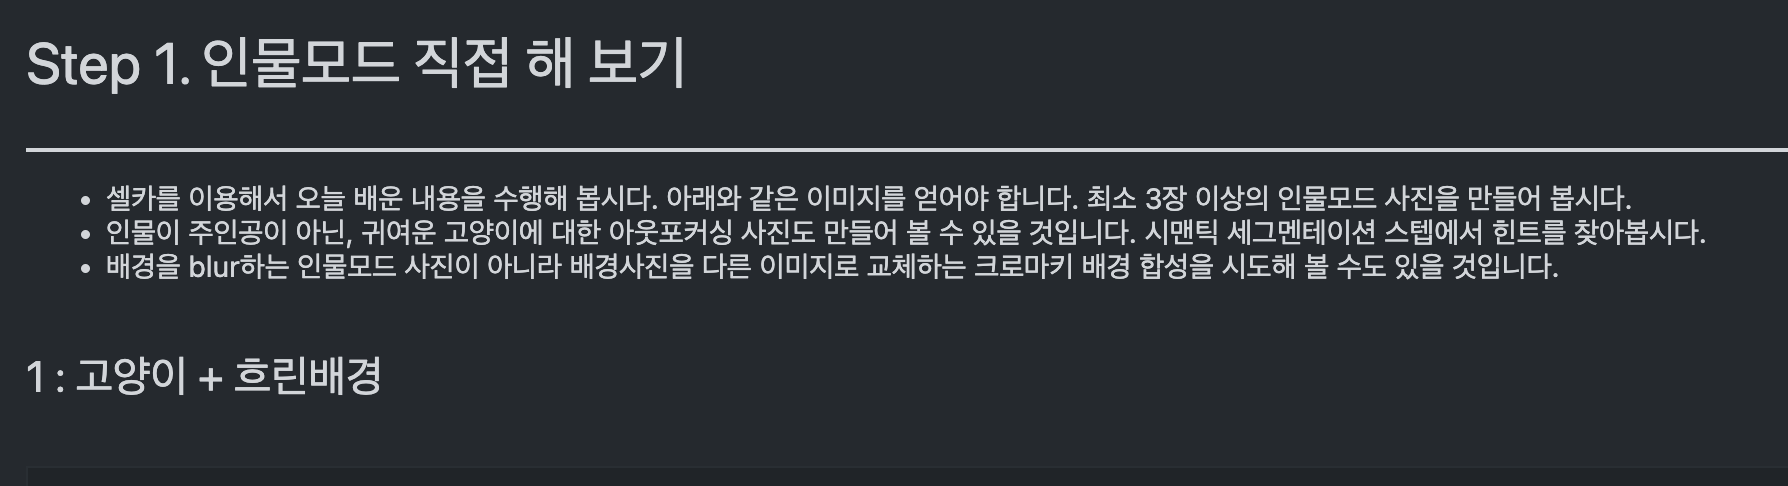 Step 1. 인물모드 직접 해 보기
• 셀카를 이용해서 오늘 배운 내용을 수행해 봅시다. 아래와 같은 이미지를 얻어야 합니다. 최소 3장 이상의 인물모드 사진을 만들어 봅시다.
• 인물이 주인공이 아닌, 귀여운 고양이에 대한 아웃포커싱 사진도 만들어 볼 수 있을 것입니다. 시맨틱 세그멘테이션 스텝에서 힌트를 찾아봅시다.
• 배경을 blur하는 인물모드 사진이 아니라 배경사진을 다른 이미지로 교체하는 크로마키 배경 합성을 시도해 볼 수도 있을 것입니다.
1 : 고양이 + 흐린배경